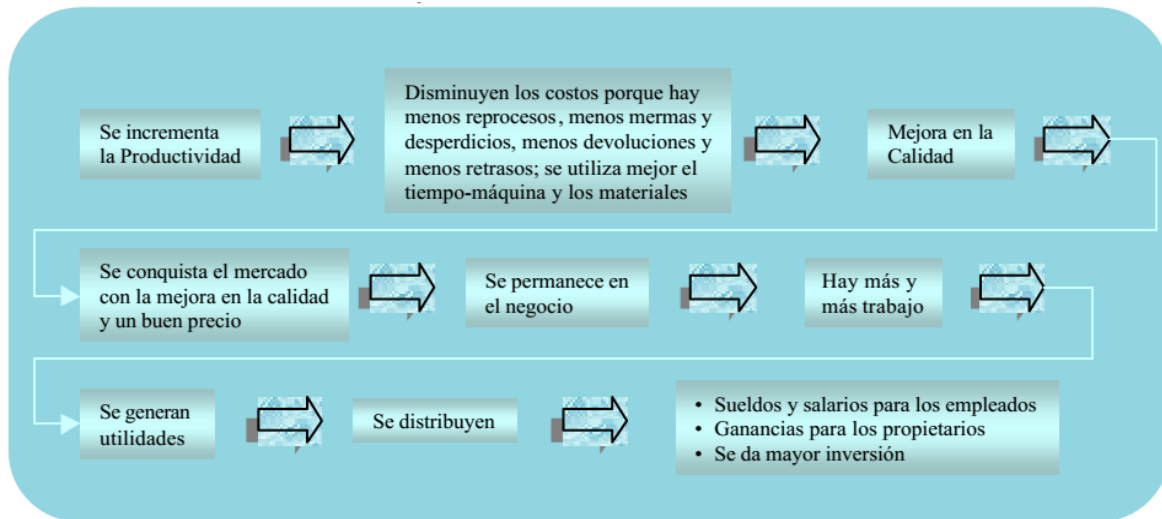 Se incrementa
la Productividad
Disminuyen los costos porque hay
menos reprocesos, menos mermas y
desperdicios, menos devoluciones y
menos retrasos; se utiliza mejor el
tiempo-máquina y los materiales
Mejora en la
Calidad
Se conquista el mercado
con la mejora en la calidad
y un buen precio
Se permanece en
el negocio
Hay más y
más trabajo
Se generan
utilidades
Se distribuyen
• Sueldos y salarios para los empleados
• Ganancias para los propietarios
• Se da mayor inversión